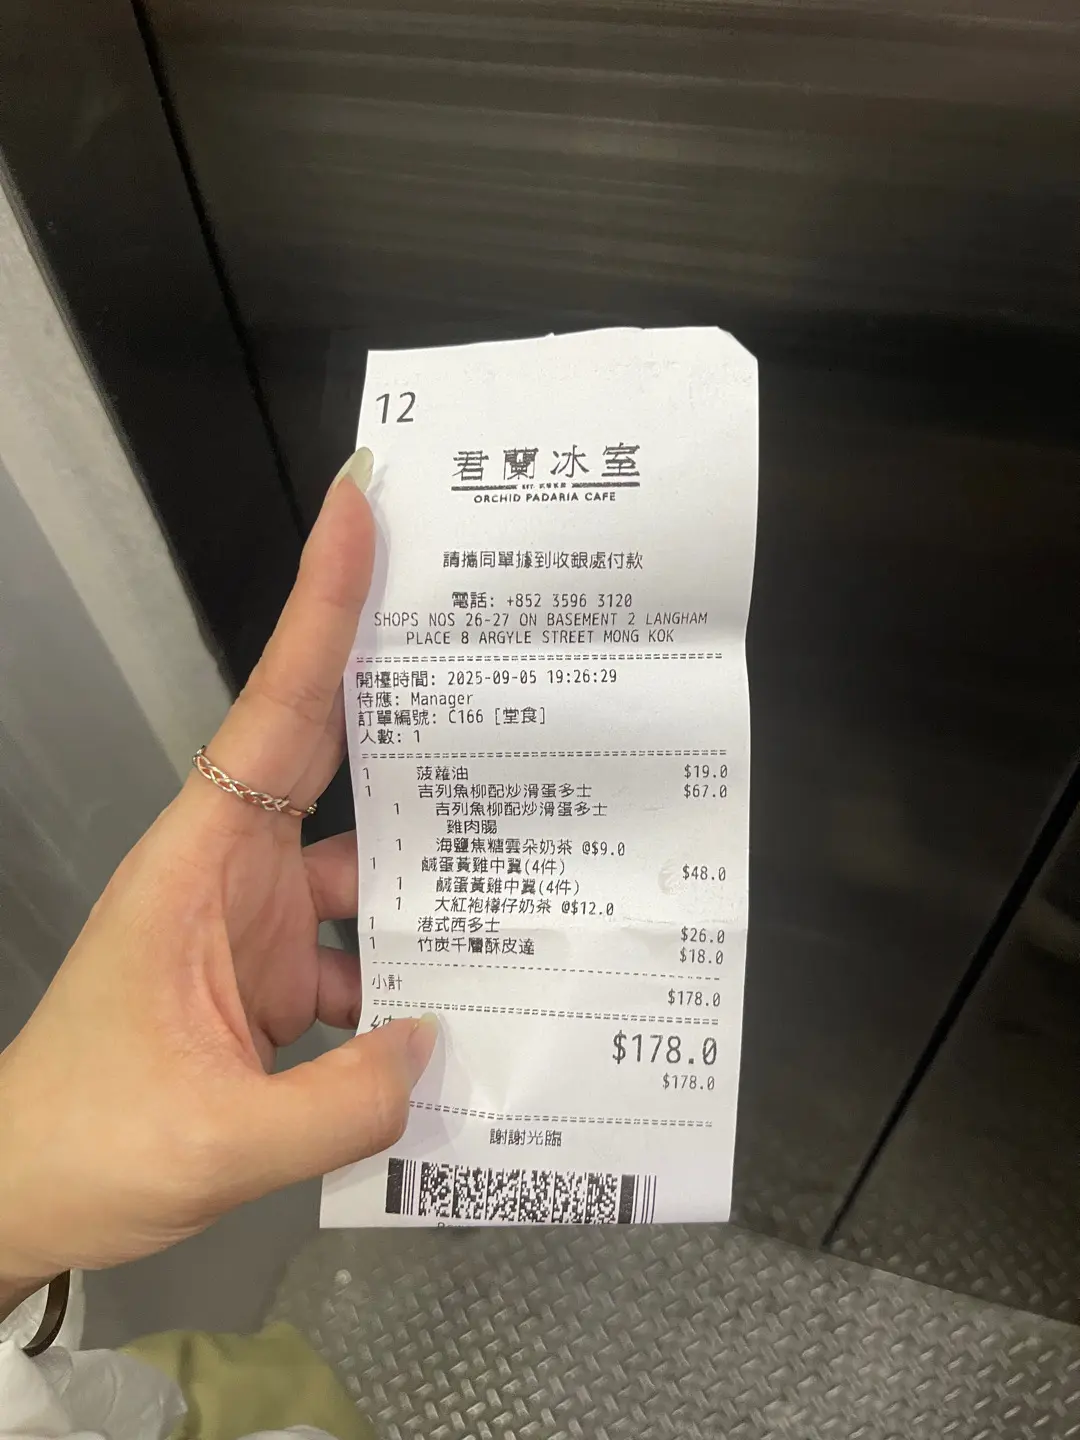 12
君蘭冰室
ORCHID PADARIA CAFE
請攜同單據到收銀處付款
電話: +852 3596 3120
SHOPS NOS 26-27 ON BASEMENT 2 LANGHAM
PLACE 8 ARGYLE STREET MONG KOK
開檯時間: 2025-09-05 19:26:29
侍應: Manager
訂單編號: C166 [堂食]
人數: 1
1 菠蘿油 $19.0
1 吉列魚柳配炒滑蛋多士 $67.0
1 吉列魚柳配炒滑蛋多士
雞肉腸
1 海鹽焦糖雲朵奶茶 @$9.0
1 鹹蛋黃雞中翼(4件) $48.0
1 鹹蛋黃雞中翼(4件)
1 大紅袍樽仔奶茶 @$12.0
1 港式西多士 $26.0
1 竹炭千層酥皮達 $18.0
小計 $178.0
$178.0
$178.0
謝謝光臨